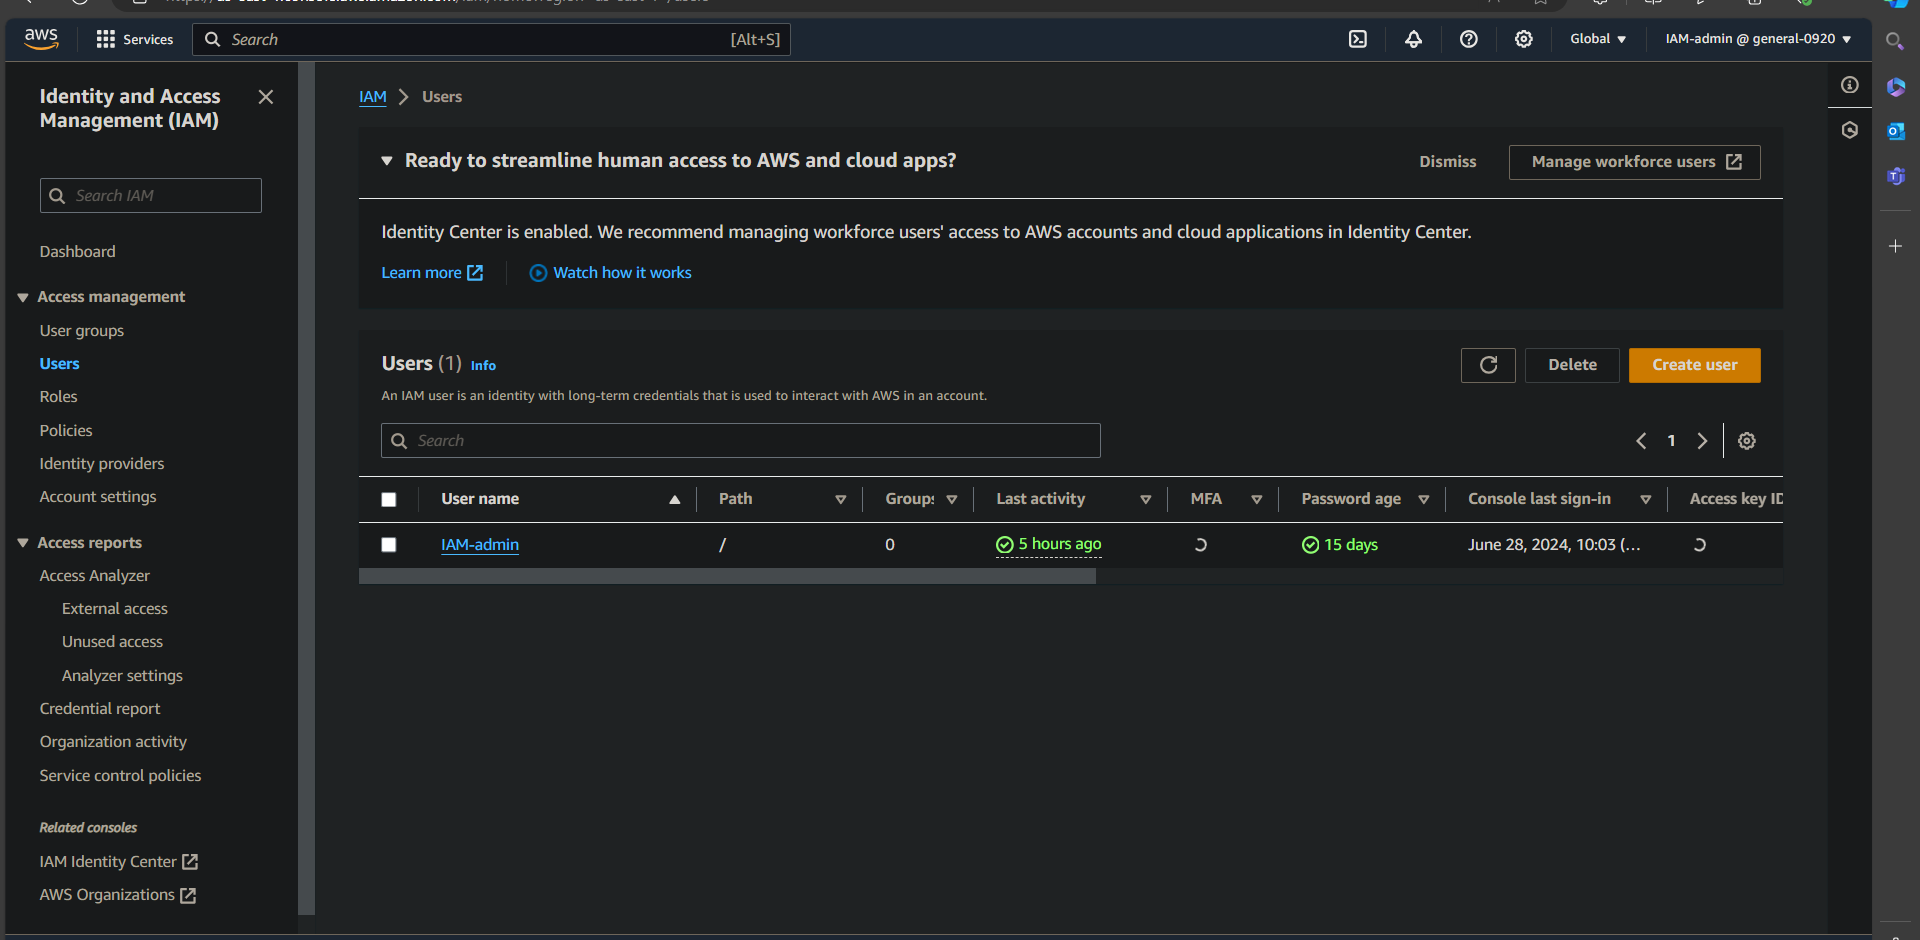 aws
Services
Search
[Alt+S]
Global
IAM-admin @ general-0920
Identity and Access
Management (IAM)
Search IAM
Dashboard
Access management
User groups
Users
Roles
Policies
Identity providers
Account settings
Access reports
Access Analyzer
External access
Unused access
Analyzer settings
Credential report
Organization activity
Service control policies
Related consoles
IAM Identity Center
AWS Organizations
IAM > Users
Ready to streamline human access to AWS and cloud apps?
Dismiss
Manage workforce users
Identity Center is enabled. We recommend managing workforce users' access to AWS accounts and cloud applications in Identity Center.
Learn more
Watch how it works
Users (1) Info
Delete
Create user
An IAM user is an identity with long-term credentials that is used to interact with AWS in an account.
Search
1
User name Path Groups Last activity MFA Password age Console last sign-in Access key ID
IAM-admin / 0 5 hours ago 15 days June 28, 2024, 10:03 (...